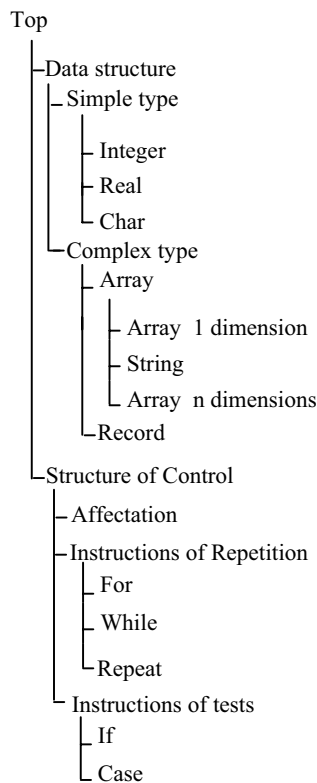 Top
Data structure
Simple type
Integer
Real
Char
Complex type
Array
Array 1 dimension
String
Array n dimensions
Record
Structure of Control
Affectation
Instructions of Repetition
For
While
Repeat
Instructions of tests
If
Case